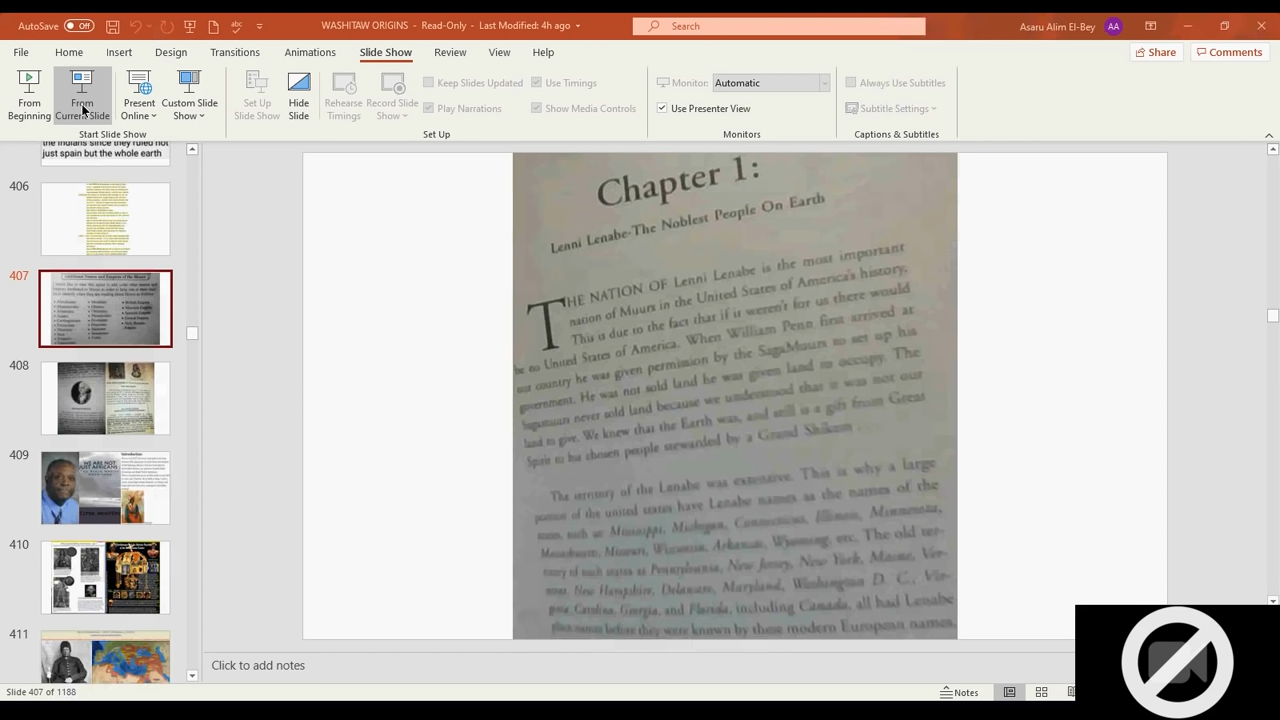 AutoSave Off
WASHITAW ORIGINS - Read-Only - Last Modified: 4h ago
Search
Asaru Alim El-Bey AA
File Home Insert Design Transitions Animations Slide Show Review View Help
Share Comments
From Beginning
From Current Slide
Present Online
Custom Slide Show
Set Up Slide Show
Hide Slide
Rehearse Timings
Record Slide Show
Keep Slides Updated
Play Narrations
Use Timings
Show Media Controls
Monitor: Automatic
Use Presenter View
Always Use Subtitles
Subtitle Settings
Start Slide Show
Set Up
Monitors
Captions & Subtitles
the Indians since they ruled not
just spain but the whole earth
406
407
408
409
410
411
Chapter 1:
Lenni Lenabe-The Noblest People On Earth
THE NATION OF Lenni Lenabe is the most important
nation of Muurs in the United States of America's history,
This is due to the fact that if it weren't for us there would
be no United States of America. When William Penn first arrived at
our country he was given permission by the SagaMuurs to set up his
government. He was not sold land he was given land to occupy. The
Sagamuurs never sold land because we understood that it was not our
land to give. We knew that the Earth was, and still is a gift from Great
Spirit to his chosen people stewarded by a Grand Shikum
The territory of the Lenabe was extensive. This is why a large
portion of the united states have Lenabe names as the names of the
states, such as Mississippi, Michigan, Connecticut, Illinois, Minnesota,
Missouri, Wisconsin, Arkansas, Wyoming, etc. The old ter-
ritory of such states as Pennsylvania, New Jersey, New York, Maine, Ver-
mont, New Hampshire, Delaware, Maryland, Washington D. C., Vir-
ginia, Carolina, Georgia, and Florida, including Canada, all had Lenabe
place names before they were known by these modern European names.
Click to add notes
Slide 407 of 1188
Notes